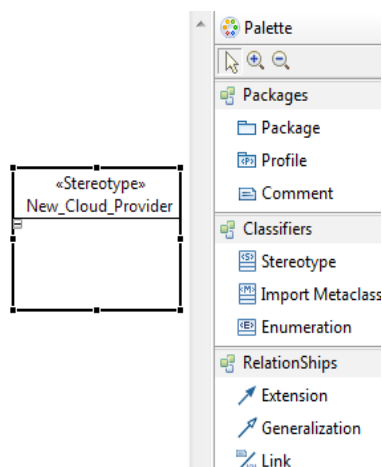 «Stereotype»
New_Cloud_Provider
Palette
Packages
Package
Profile
Comment
Classifiers
Stereotype
Import Metaclass
Enumeration
RelationShips
Extension
Generalization
Link